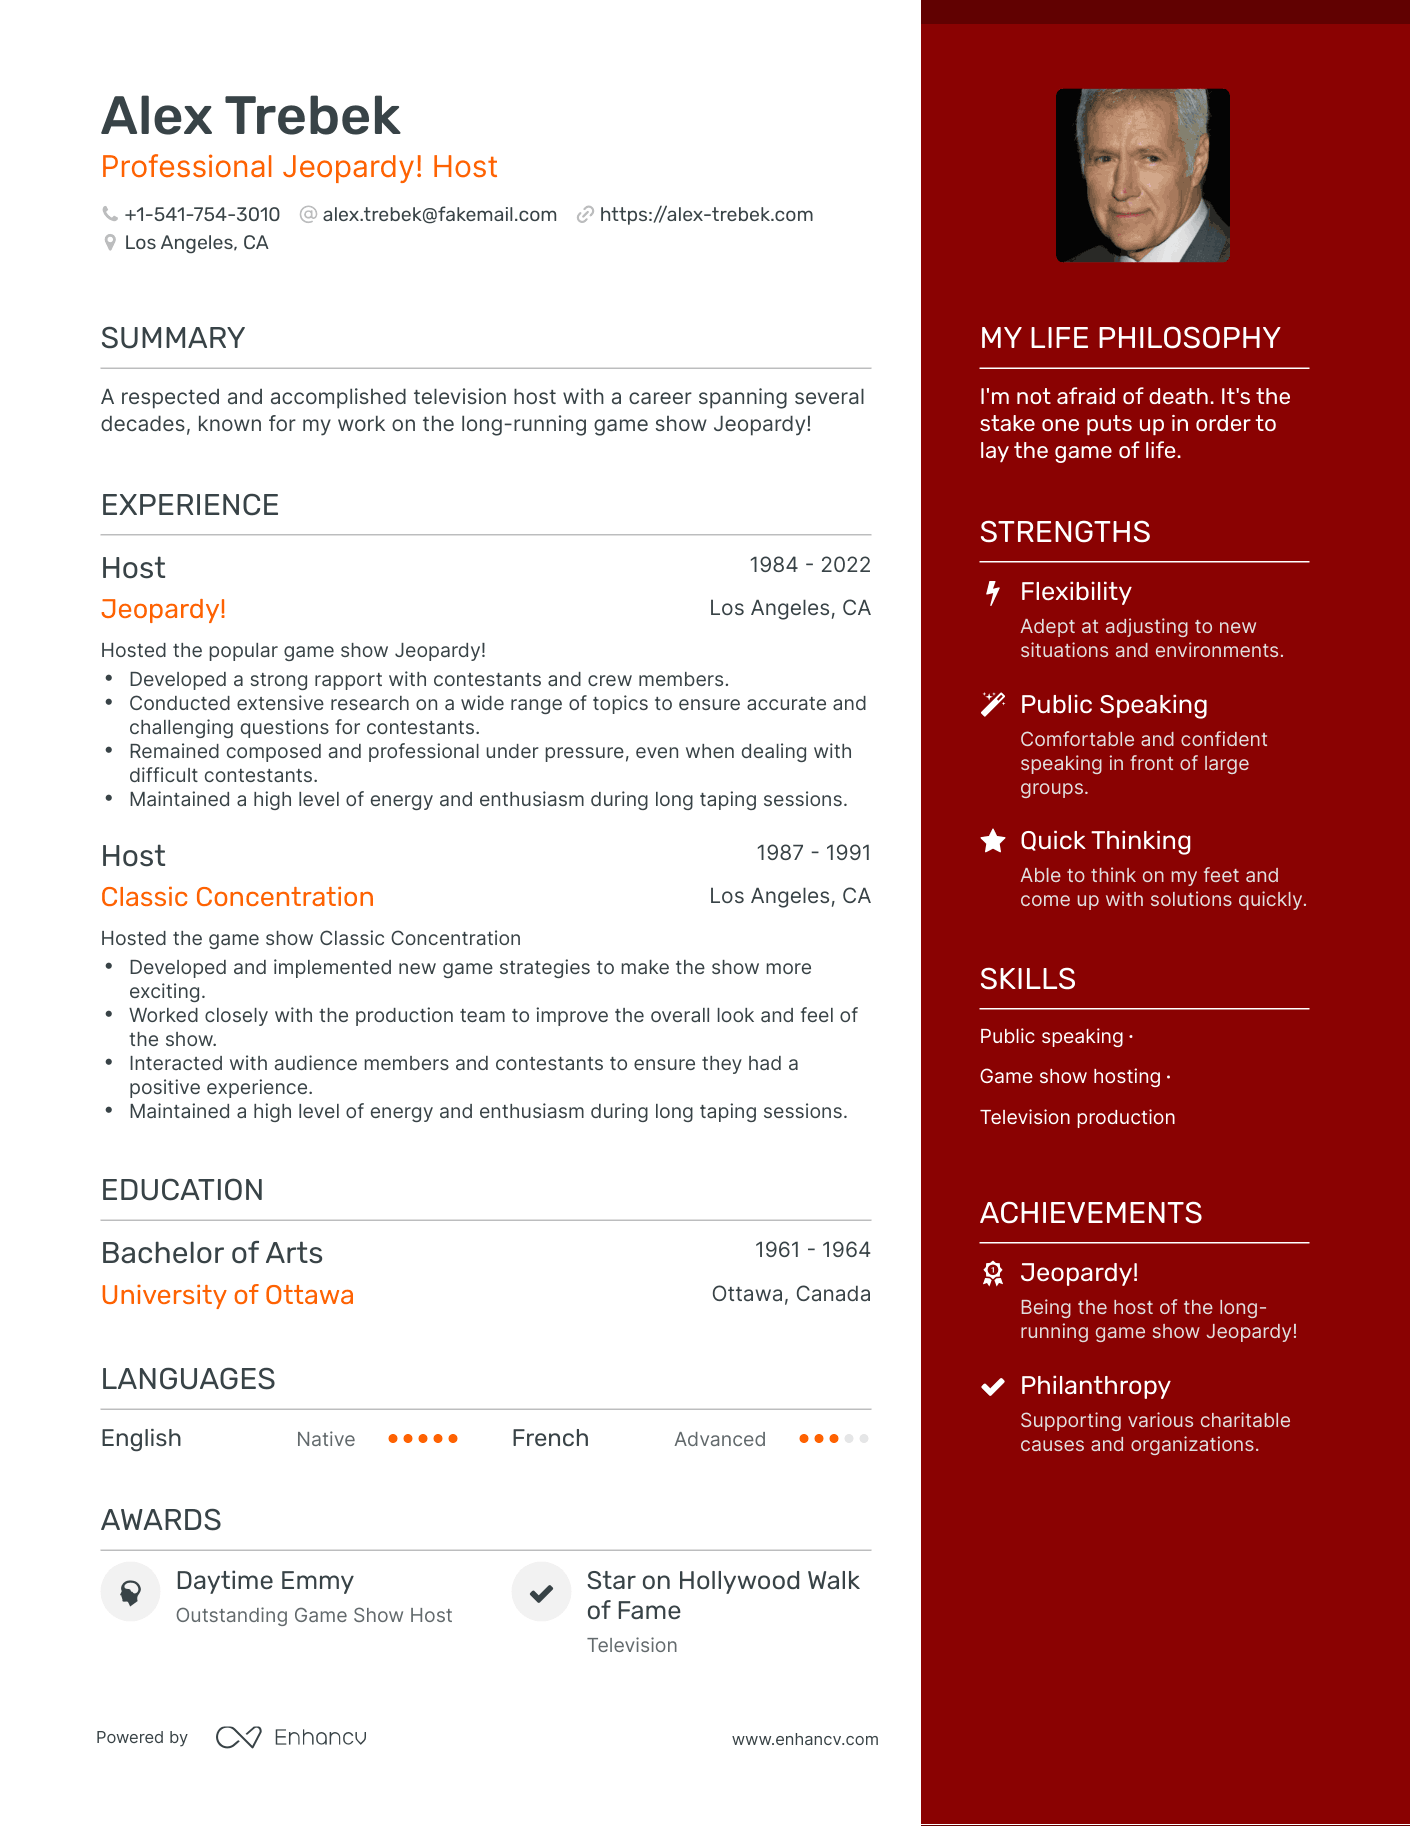 Alex Trebek
Professional Jeopardy! Host
+1-541-754-3010 alex.trebek@fakemail.com https://alex-trebek.com
Los Angeles, CA
SUMMARY
A respected and accomplished television host with a career spanning several
decades, known for my work on the long-running game show Jeopardy!
EXPERIENCE
Host 1984 - 2022
Jeopardy! Los Angeles, CA
Hosted the popular game show Jeopardy!
• Developed a strong rapport with contestants and crew members.
• Conducted extensive research on a wide range of topics to ensure accurate and
challenging questions for contestants.
• Remained composed and professional under pressure, even when dealing with
difficult contestants.
• Maintained a high level of energy and enthusiasm during long taping sessions.
Host 1987 - 1991
Classic Concentration Los Angeles, CA
Hosted the game show Classic Concentration
• Developed and implemented new game strategies to make the show more
exciting.
• Worked closely with the production team to improve the overall look and feel of
the show.
• Interacted with audience members and contestants to ensure they had a
positive experience.
• Maintained a high level of energy and enthusiasm during long taping sessions.
EDUCATION
Bachelor of Arts 1961 - 1964
University of Ottawa Ottawa, Canada
LANGUAGES
English Native French Advanced
AWARDS
Daytime Emmy
Outstanding Game Show Host
Star on Hollywood Walk
of Fame
Television
Powered by Enhancv www.enhancv.com
MY LIFE PHILOSOPHY
I'm not afraid of death. It's the
stake one puts up in order to
lay the game of life.
STRENGTHS
Flexibility
Adept at adjusting to new
situations and environments.
Public Speaking
Comfortable and confident
speaking in front of large
groups.
Quick Thinking
Able to think on my feet and
come up with solutions quickly.
SKILLS
Public speaking ·
Game show hosting ·
Television production
ACHIEVEMENTS
Jeopardy!
Being the host of the long-
running game show Jeopardy!
Philanthropy
Supporting various charitable
causes and organizations.